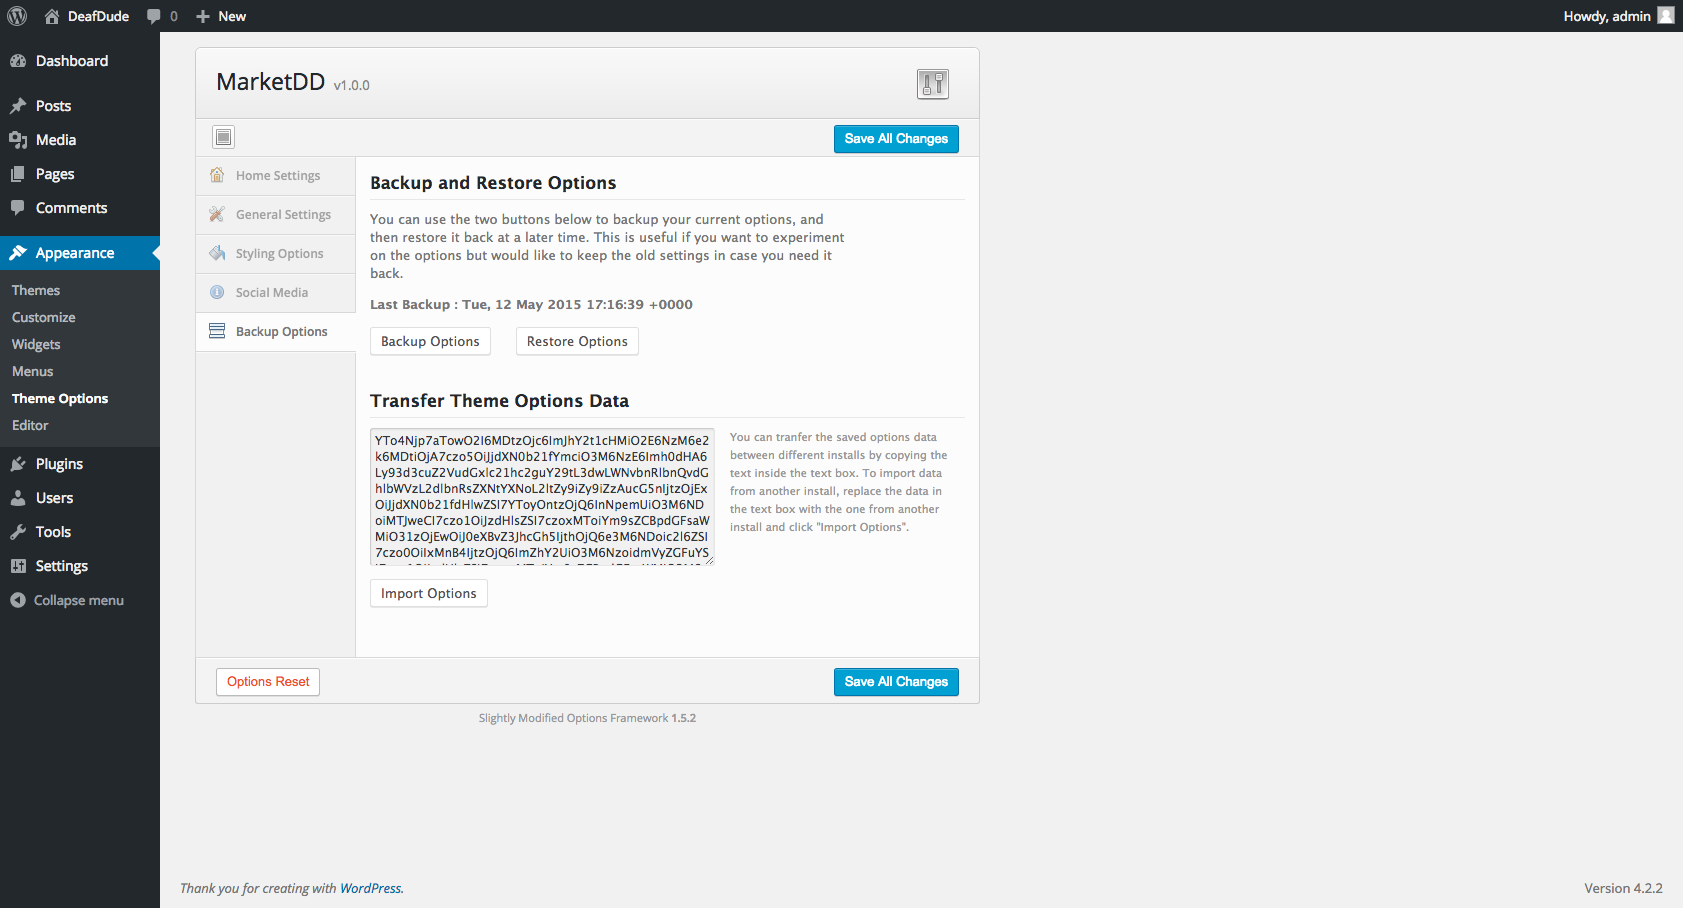 DeafDude
0
New
Howdy, admin
Dashboard
Posts
Media
Pages
Comments
Appearance
Themes
Customize
Widgets
Menus
Theme Options
Editor
Plugins
Users
Tools
Settings
Collapse menu
MarketDD v1.0.0
Save All Changes
Home Settings
General Settings
Styling Options
Social Media
Backup Options
Backup and Restore Options
You can use the two buttons below to backup your current options, and
then restore it back at a later time. This is useful if you want to experiment
on the options but would like to keep the old settings in case you need it
back.
Last Backup : Tue, 12 May 2015 17:16:39 +0000
Backup Options
Restore Options
Transfer Theme Options Data
YTo4Njp7aTowO2I6MDtzOjc6ImJhY2t1cHMiO2E6NzM6e2
k6MDtiOjA7czo5OiJjdXN0b21fYmciO3M6NzE6Imh0dHA6
Ly93d3cuZ2VudGxlc21hc2guY29tL3dwLWNvbnRlbnQvdG
hlbWVzL2dlbnRsZXNtYXNoL2ltZy9iZy9iZzAucG5nIjtzOjEx
OiJjdXN0b21fdHlwZSI7YToyOntzOjQ6InNpemUiO3M6ND
oiMTJweCI7czo1OiJzdHlsZSI7czoxMToiYm9sZCBpdGFsaW
MiO31zOjEwOiJ0eXBvZ3JhcGh5IjthOjQ6e3M6NDoic2l6ZSI
7czo0OiIxMnB4IjtzOjQ6ImZhY2UiO3M6NzoidmVyZGFuYS
You can tranfer the saved options data
between different installs by copying the
text inside the text box. To import data
from another install, replace the data in
the text box with the one from another
install and click "Import Options".
Import Options
Options Reset
Save All Changes
Slightly Modified Options Framework 1.5.2
Thank you for creating with WordPress.
Version 4.2.2